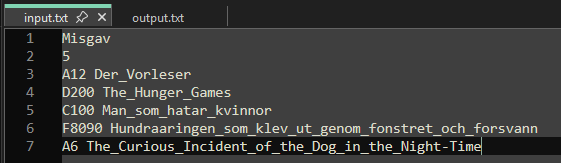 input.txt output.txt
1 Misgav
2 5
3 A12 Der_Vorleser
4 D200 The_Hunger_Games
5 C100 Man_som_hatar_kvinnor
6 F8090 Hundraaringen_som_klev_ut_genom_fonstret_och_forsvann
7 A6 The_Curious_Incident_of_the_Dog_in_the_Night-Time